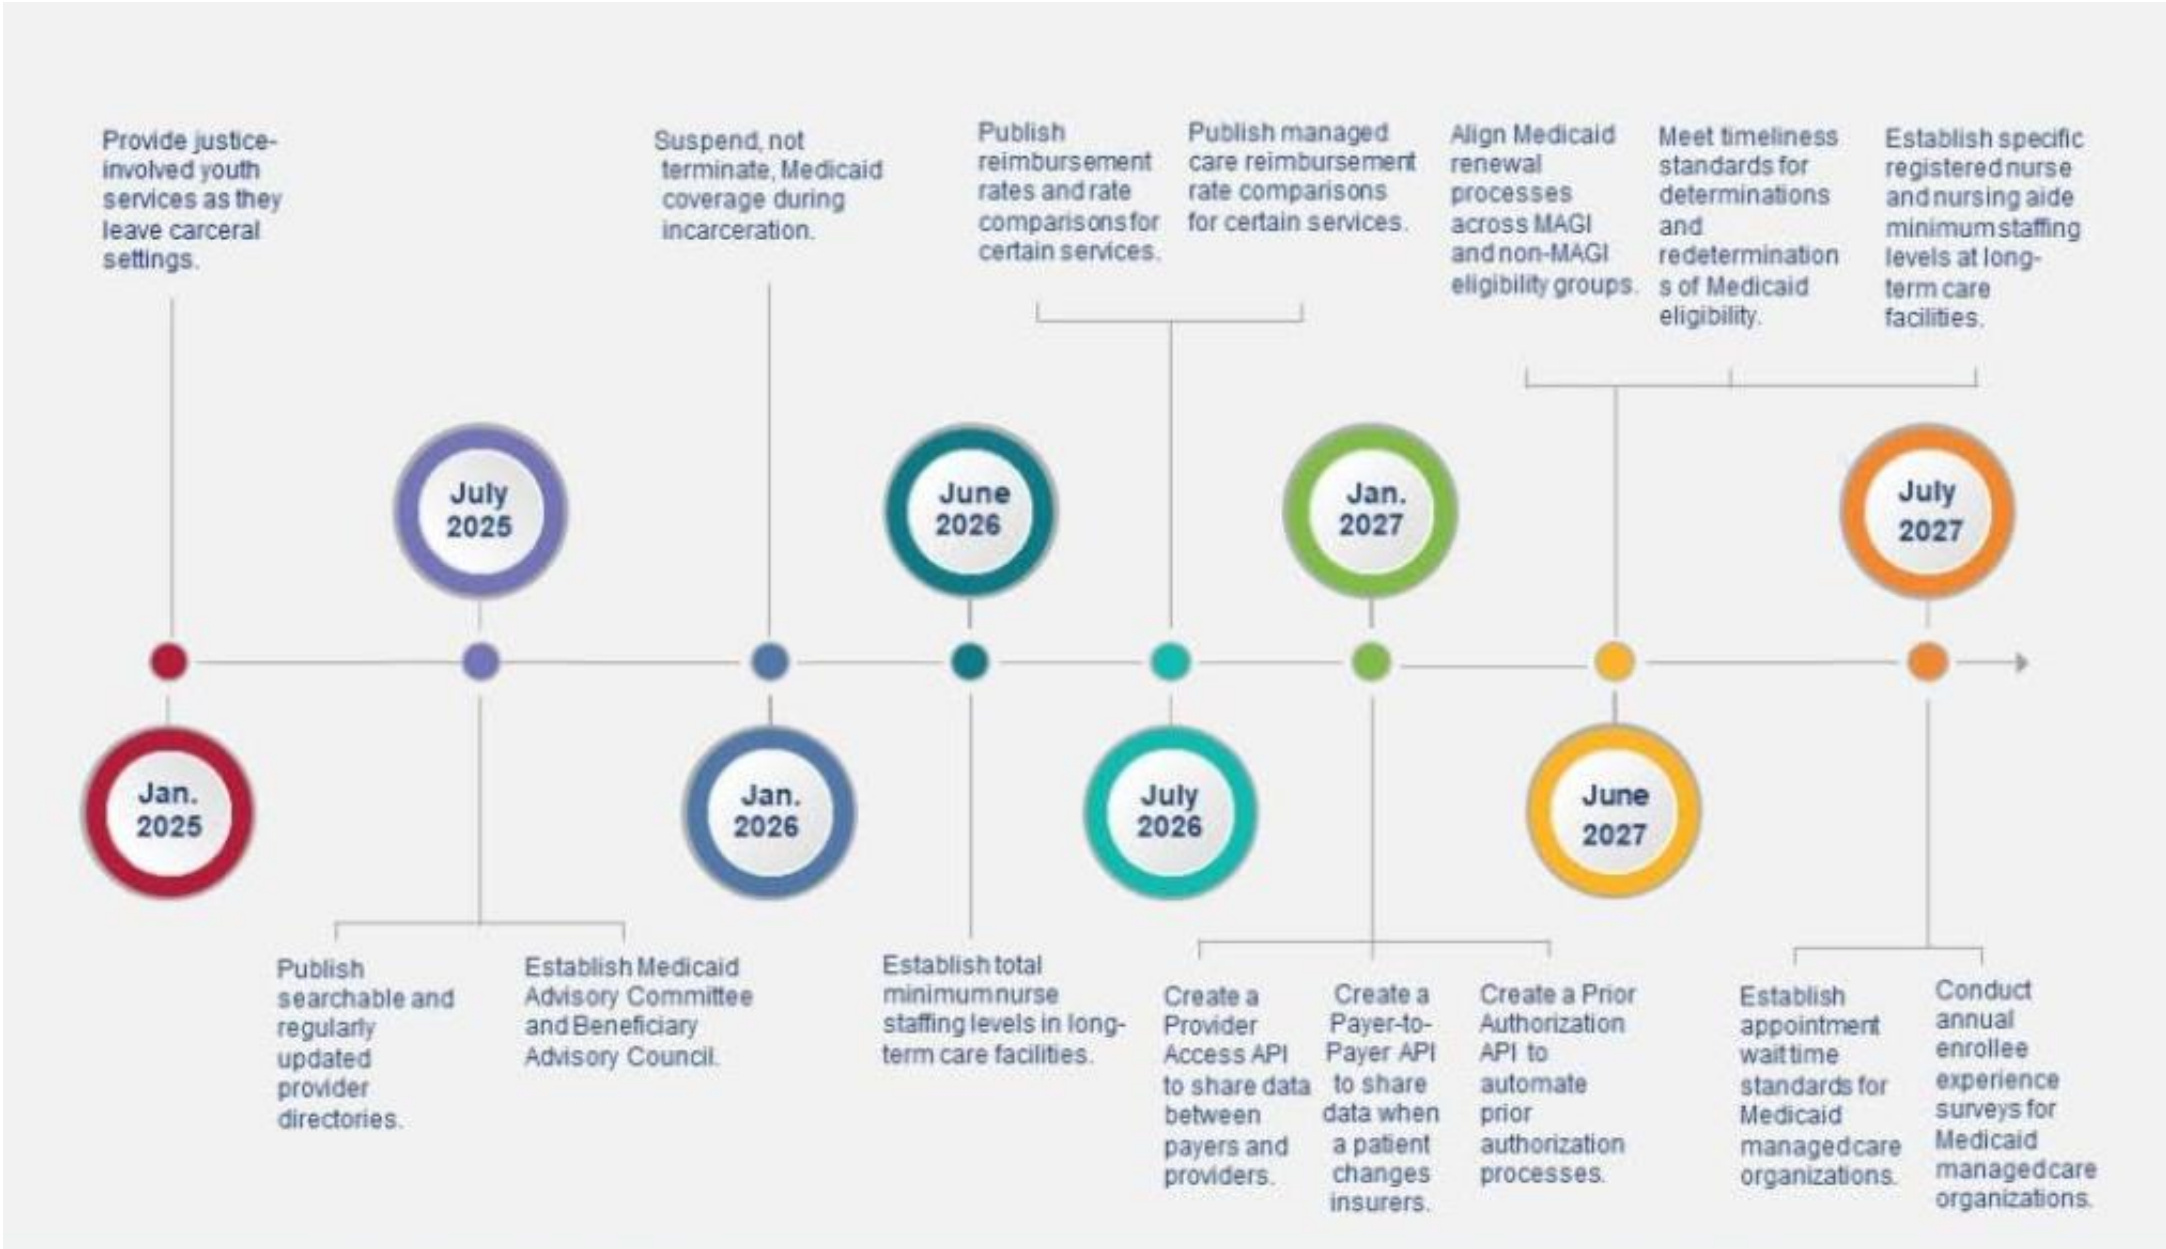 Provide justice-
involved youth
services as they
leave carceral
settings.
Suspend, not
terminate, Medicaid
coverage during
incarceration.
Publish
reimbursement
rates and rate
comparisons for
certain services.
Publish managed
care reimbursement
rate comparisons
for certain services.
Align Medicaid
renewal
processes
across MAGI
and non-MAGI
eligibility groups.
Meet timeliness
standards for
determinations
and
redetermination
s of Medicaid
eligibility.
Establish specific
registered nurse
and nursing aide
minimum staffing
levels at long-
term care
facilities.
July
2025
June
2026
Jan.
2027
July
2027
Jan.
2025
Jan.
2026
July
2026
June
2027
Publish
searchable and
regularly
updated
provider
directories.
Establish Medicaid
Advisory Committee
and Beneficiary
Advisory Council.
Establish total
minimum nurse
staffing levels in long-
term care facilities.
Create a
Provider
Access API
to share data
between
payers and
providers.
Create a
Payer-to-
Payer API
to share
data when
a patient
changes
insurers.
Create a Prior
Authorization
API to
automate
prior
authorization
processes.
Establish
appointment
wait time
standards for
Medicaid
managed care
organizations.
Conduct
annual
enrollee
experience
surveys for
Medicaid
managed care
organizations.